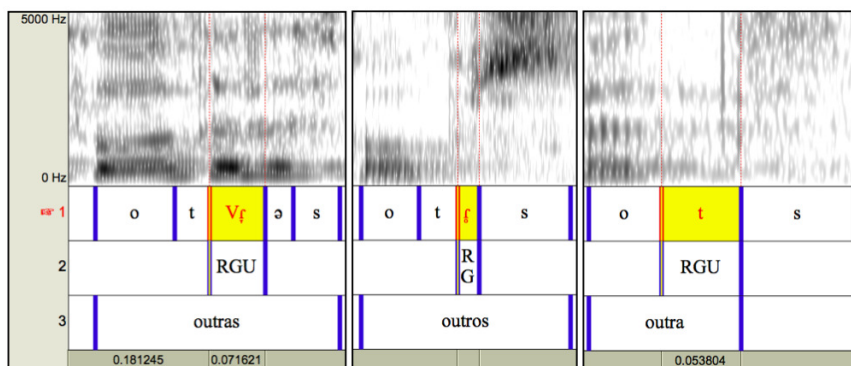 5000 Hz
0 Hz
1 o t Vɾ̞ ə s o t ɾ̥ s o t s
2 RGU RG RGU
3 outras outros outra
0.181245 0.071621 0.053804